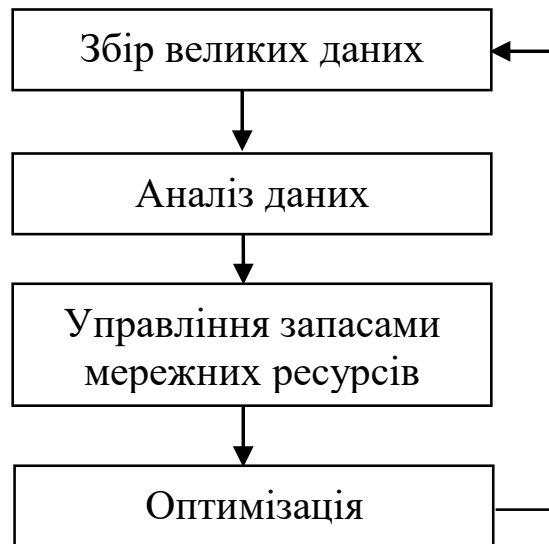 Збір великих даних
Аналіз даних
Управління запасами
мережних ресурсів
Оптимізація